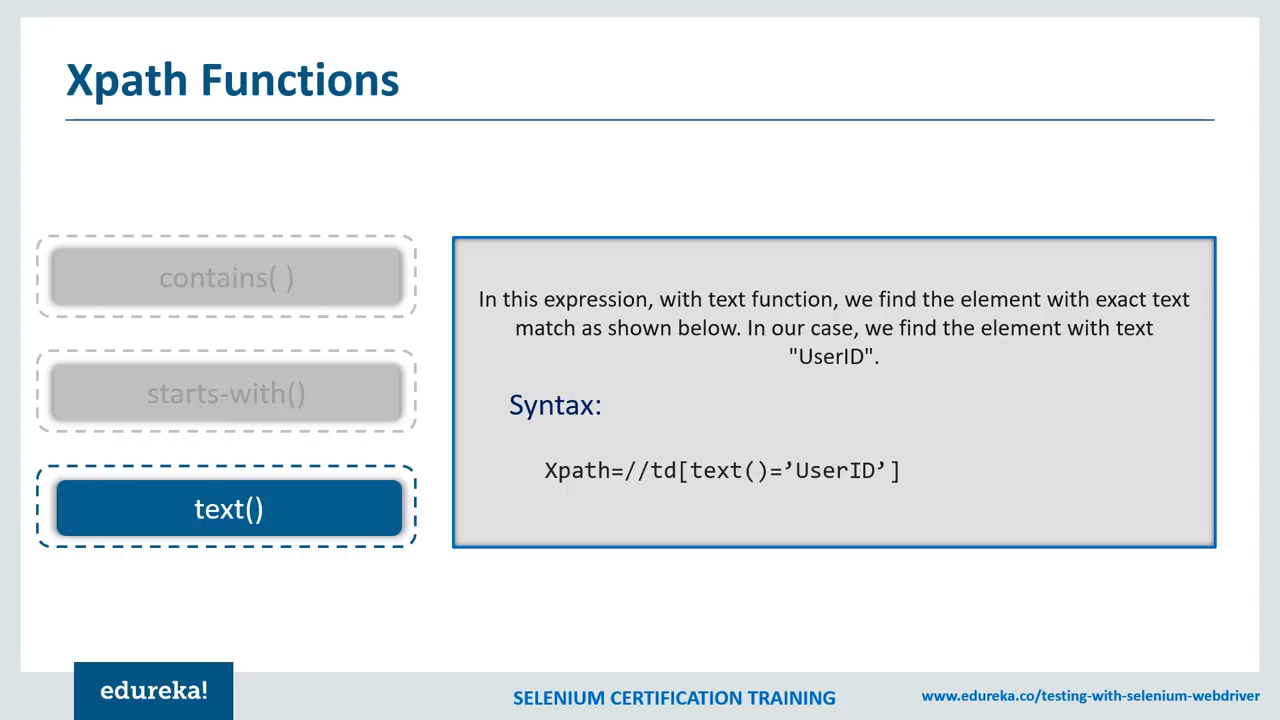 Xpath Functions
contains( )
starts-with()
text()
In this expression, with text function, we find the element with exact text
match as shown below. In our case, we find the element with text
"UserID".
Syntax:
Xpath=//td[text()=’UserID’]
edureka!
SELENIUM CERTIFICATION TRAINING
www.edureka.co/testing-with-selenium-webdriver